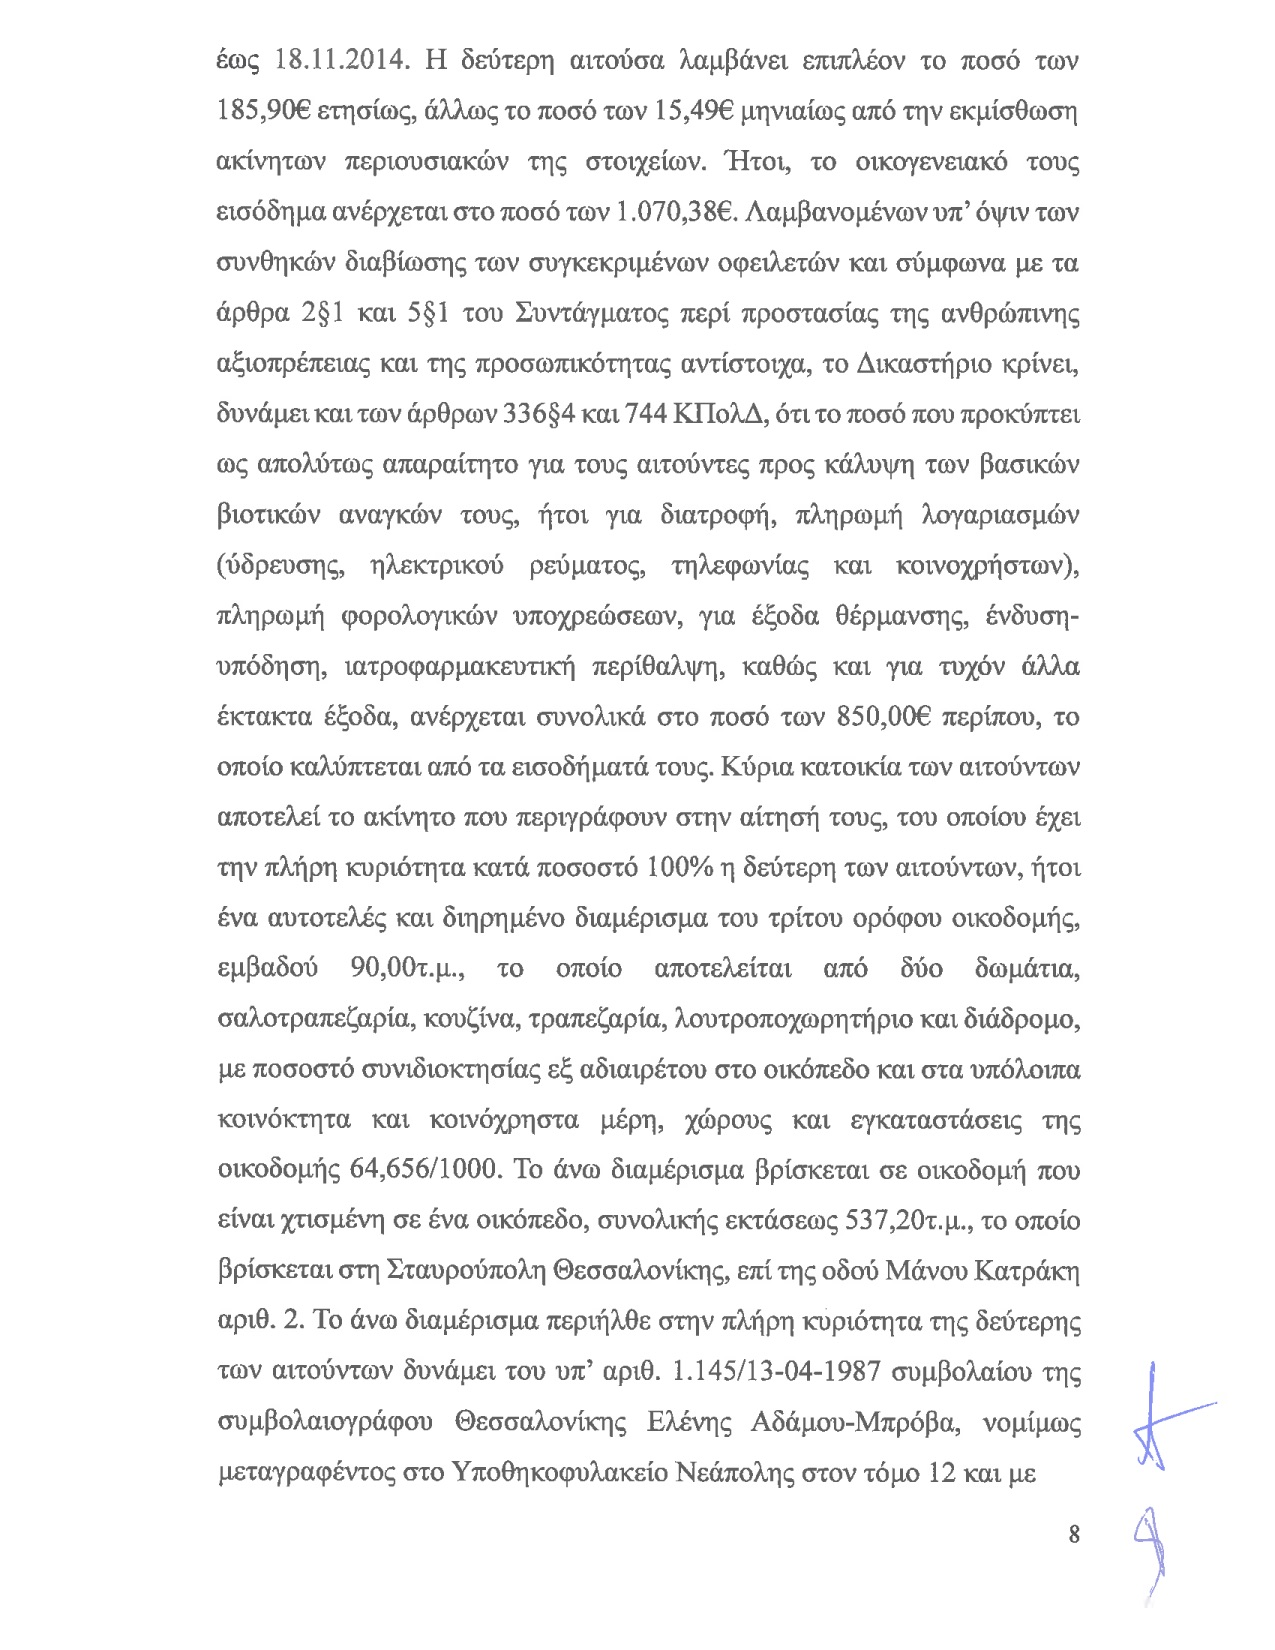 έως 18.11.2014. Η δεύτερη αιτούσα λαμβάνει επιπλέον το ποσό των
185,90€ ετησίως, άλλως το ποσό των 15,49€ μηνιαίως από την εκμίσθωση
ακίνητων περιουσιακών της στοιχείων. Ήτοι, το οικογενειακό τους
εισόδημα ανέρχεται στο ποσό των 1.070,38€. Λαμβανομένων υπ’ όψιν των
συνθηκών διαβίωσης των συγκεκριμένων οφειλετών και σύμφωνα με τα
άρθρα 2§1 και 5§1 του Συντάγματος περί προστασίας της ανθρώπινης
αξιοπρέπειας και της προσωπικότητας αντίστοιχα, το Δικαστήριο κρίνει,
δυνάμει και των άρθρων 336§4 και 744 ΚΠολΔ, ότι το ποσό που προκύπτει
ως απολύτως απαραίτητο για τους αιτούντες προς κάλυψη των βασικών
βιοτικών αναγκών τους, ήτοι για διατροφή, πληρωμή λογαριασμών
(ύδρευσης, ηλεκτρικού ρεύματος, τηλεφωνίας και κοινοχρήστων),
πληρωμή φορολογικών υποχρεώσεων, για έξοδα θέρμανσης, ένδυση-
υπόδηση, ιατροφαρμακευτική περίθαλψη, καθώς και για τυχόν άλλα
έκτακτα έξοδα, ανέρχεται συνολικά στο ποσό των 850,00€ περίπου, το
οποίο καλύπτεται από τα εισοδήματά τους. Κύρια κατοικία των αιτούντων
αποτελεί το ακίνητο που περιγράφουν στην αίτησή τους, του οποίου έχει
την πλήρη κυριότητα κατά ποσοστό 100% η δεύτερη των αιτούντων, ήτοι
ένα αυτοτελές και διηρημένο διαμέρισμα του τρίτου ορόφου οικοδομής,
εμβαδού 90,00τ.μ., το οποίο αποτελείται από δύο δωμάτια,
σαλοτραπεζαρία, κουζίνα, τραπεζαρία, λουτροποχωρητήριο και διάδρομο,
με ποσοστό συνιδιοκτησίας εξ αδιαιρέτου στο οικόπεδο και στα υπόλοιπα
κοινόκτητα και κοινόχρηστα μέρη, χώρους και εγκαταστάσεις της
οικοδομής 64,656/1000. Το άνω διαμέρισμα βρίσκεται σε οικοδομή που
είναι χτισμένη σε ένα οικόπεδο, συνολικής εκτάσεως 537,20τ.μ., το οποίο
βρίσκεται στη Σταυρούπολη Θεσσαλονίκης, επί της οδού Μάνου Κατράκη
αριθ. 2. Το άνω διαμέρισμα περιήλθε στην πλήρη κυριότητα της δεύτερης
των αιτούντων δυνάμει του υπ’ αριθ. 1.145/13-04-1987 συμβολαίου της
συμβολαιογράφου Θεσσαλονίκης Ελένης Αδάμου-Μπρόβα, νομίμως
μεταγραφέντος στο Υποθηκοφυλακείο Νεάπολης στον τόμο 12 και με
8